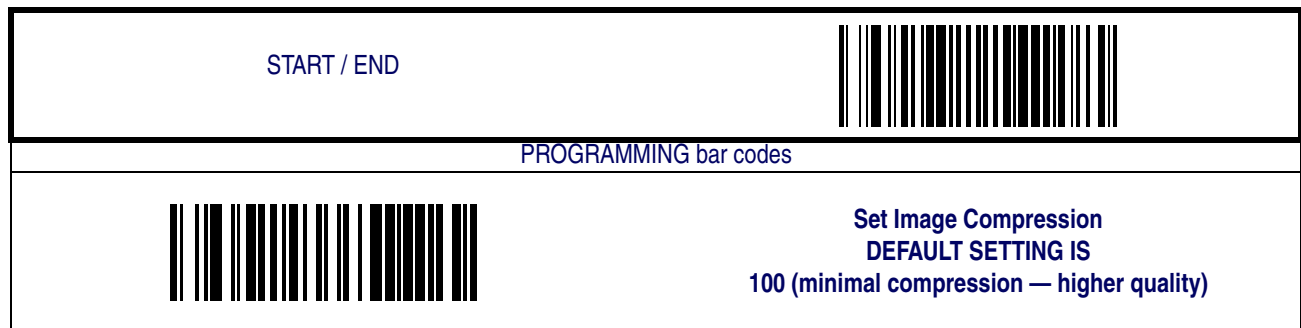 START / END
PROGRAMMING bar codes
Set Image Compression
DEFAULT SETTING IS
100 (minimal compression — higher quality)